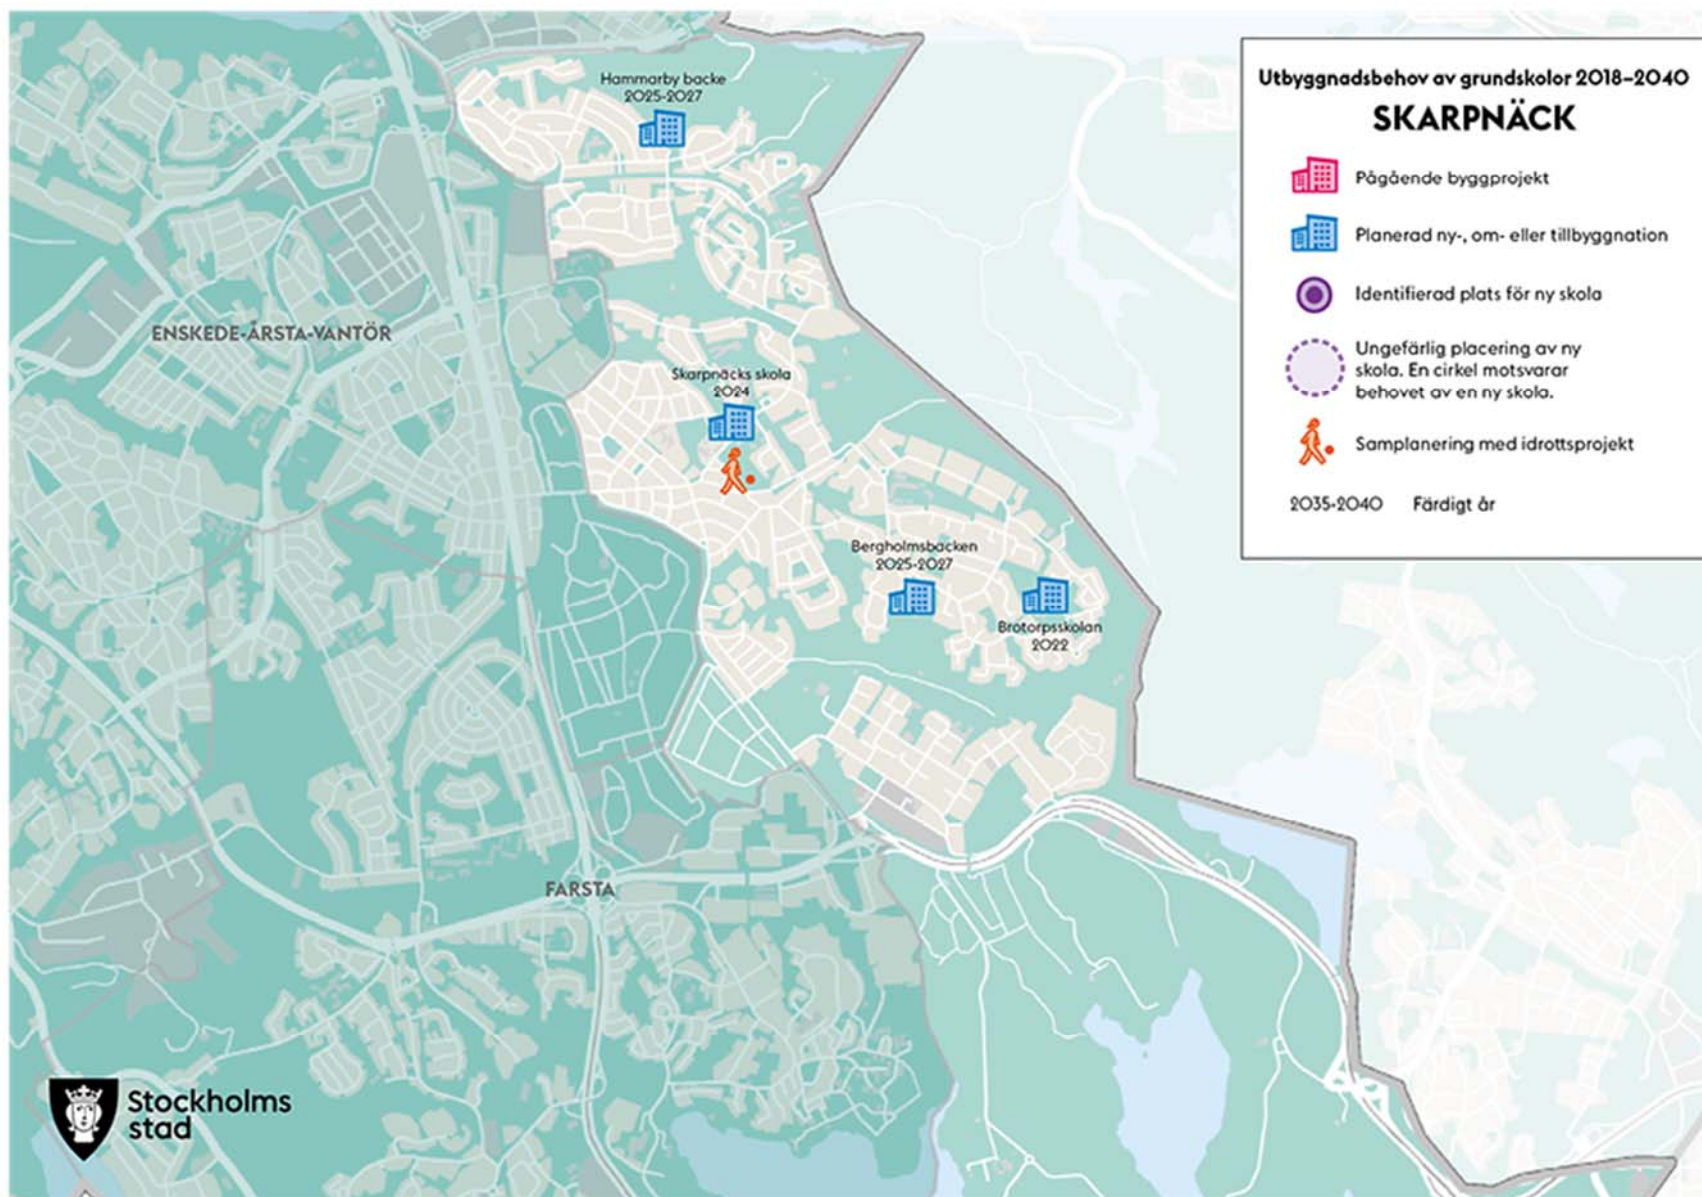 Utbyggnadsbehov av grundskolor 2018–2040
SKARPNÄCK
Pågående byggprojekt
Planerad ny-, om- eller tillbyggnation
Identifierad plats för ny skola
Ungefärlig placering av ny
skola. En cirkel motsvarar
behovet av en ny skola.
Samplanering med idrottsprojekt
2035-2040 Färdigt år
Hammarby backe
2025-2027
ENSKEDE-ÅRSTA-VANTÖR
Skarpnäcks skola
2024
Bergholmsbacken
2025-2027
Brotorpsskolan
2022
FARSTA
Stockholms
stad